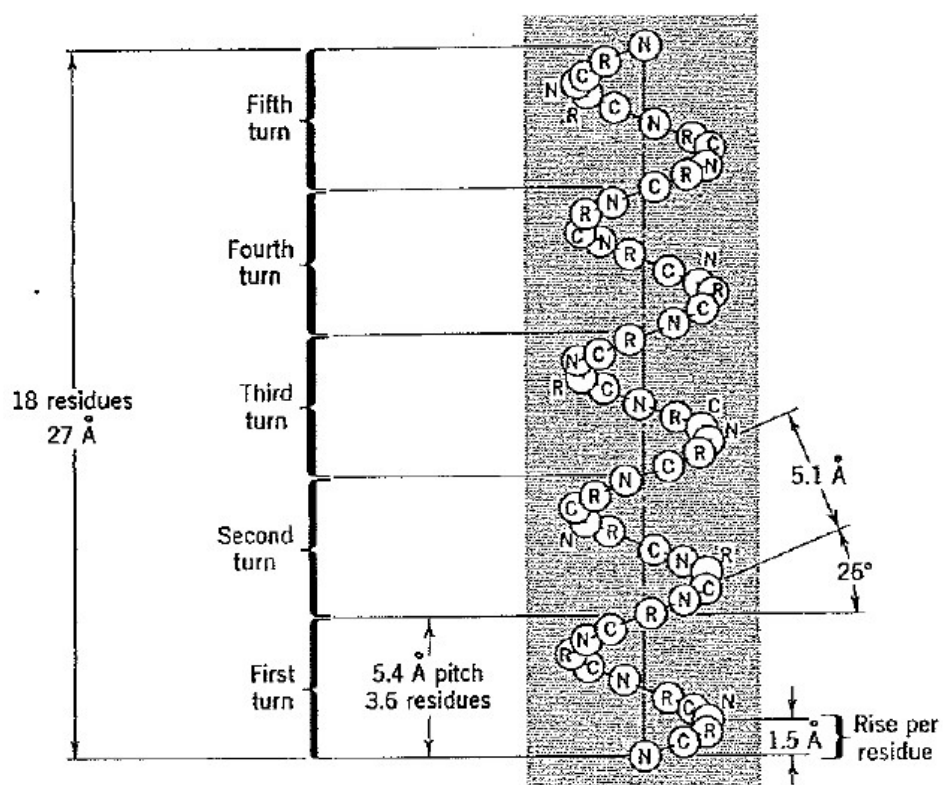 N
R
C
N
R
C
N
R
C
N
R
C
Fifth
turn
N
R
C
N
R
C
N
R
C
N
Fourth
turn
R
C
N
R
C
N
R
C
N
R
C
Third
turn
18 residues
27 Å
5.1 Å
26°
N
R
C
N
R
C
N
R
C
N
Second
turn
R
C
N
R
C
N
R
C
N
R
C
N
First
turn
5.4 Å pitch
3.6 residues
1.5 Å
Rise per
residue